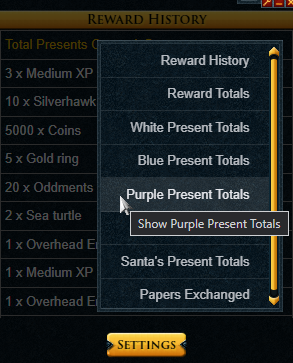 REWARD HISTORY
Total Presents
3 x Medium XP
10 x Silverhawk
5000 x Coins
5 x Gold ring
20 x Oddments
2 x Sea turtle
1 x Overhead
1 x Medium XP
1 x Overhead
Reward History
Reward Totals
White Present Totals
Blue Present Totals
Purple Present Totals
Show Purple Present Totals
Santa's Present Totals
Papers Exchanged
SETTINGS